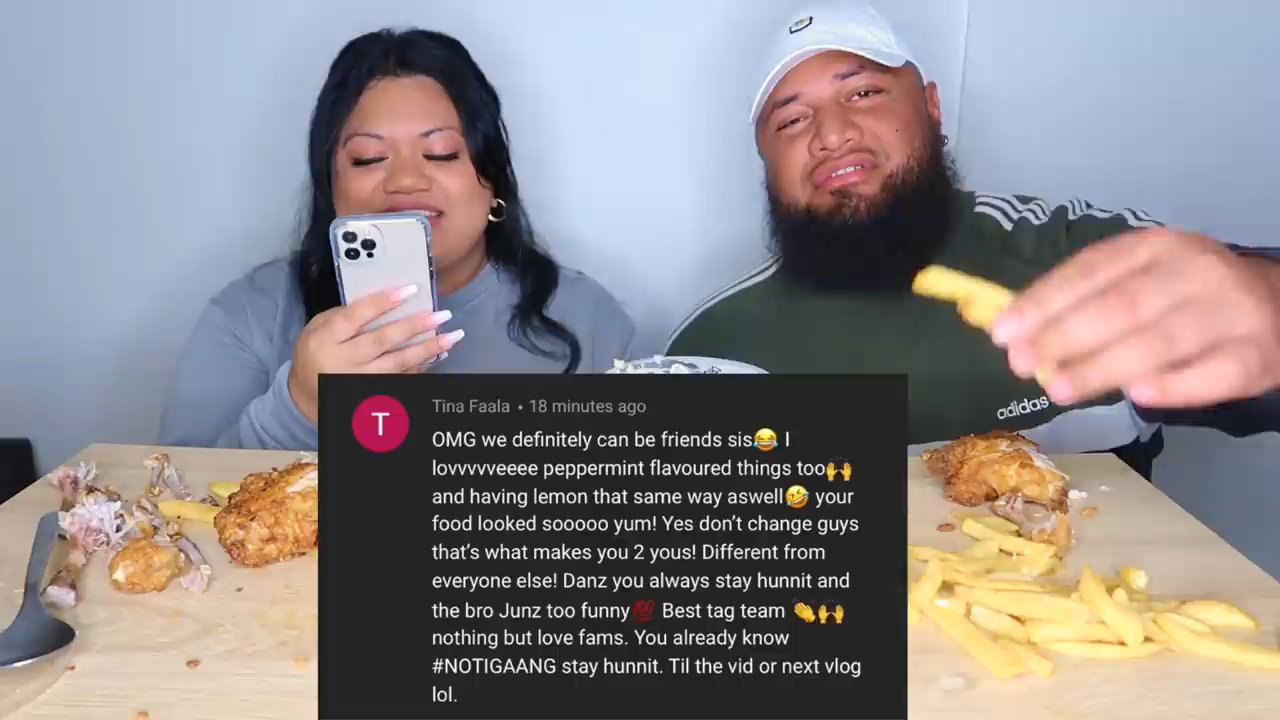 Tina Faala • 18 minutes ago
T
OMG we definitely can be friends sis😂 I
lovvvvveeee peppermint flavoured things too🙌
and having lemon that same way aswell🤣 your
food looked sooooo yum! Yes don’t change guys
that’s what makes you 2 yous! Different from
everyone else! Danz you always stay hunnit and
the bro Junz too funny💯 Best tag team 👏🙌
nothing but love fams. You already know
#NOTIGAANG stay hunnit. Til the vid or next vlog
lol.
adidas